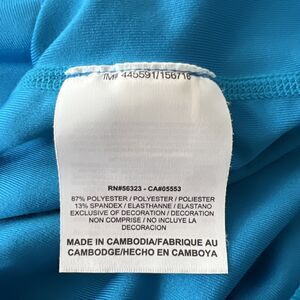 IM# 445591/156716
RN#56323 - CA#05553
87% POLYESTER / POLYESTER / POLIESTER
13% SPANDEX / ELASTHANNE / ELASTANO
EXCLUSIVE OF DECORATION / DECORATION
NON COMPRISE / NO INCLUYE LA
DECORACION
MADE IN CAMBODIA/FABRIQUE AU
CAMBODGE/HECHO EN CAMBOYA